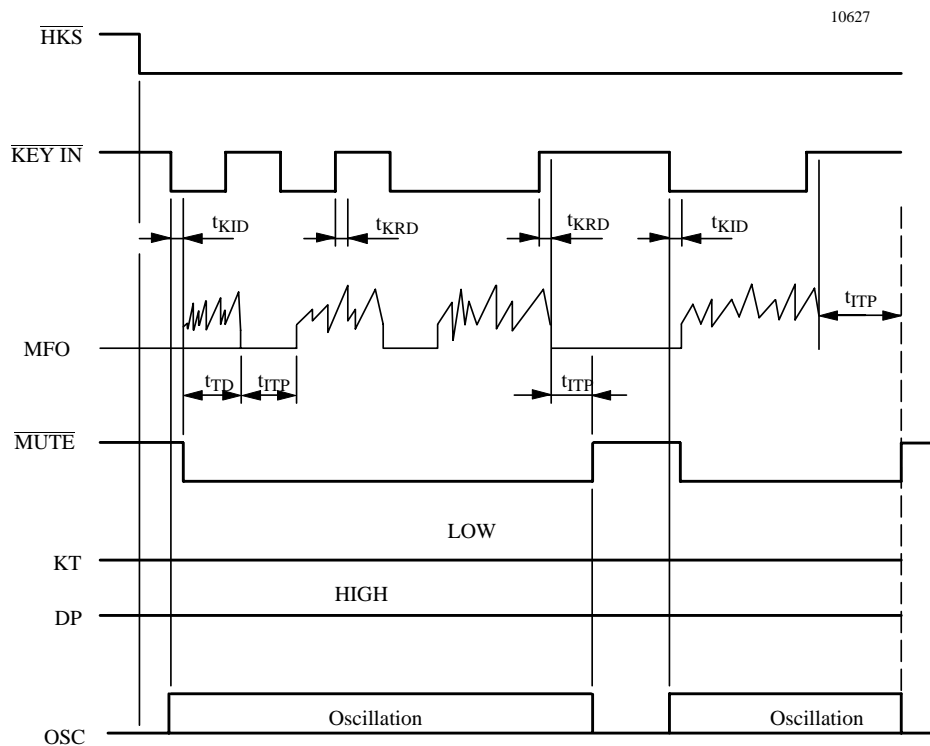 10627
HKS
KEY IN
tKID
tKRD
tKRD
tKID
tITP
MFO
tTD
tITP
tITP
MUTE
LOW
KT
HIGH
DP
Oscillation
Oscillation
OSC